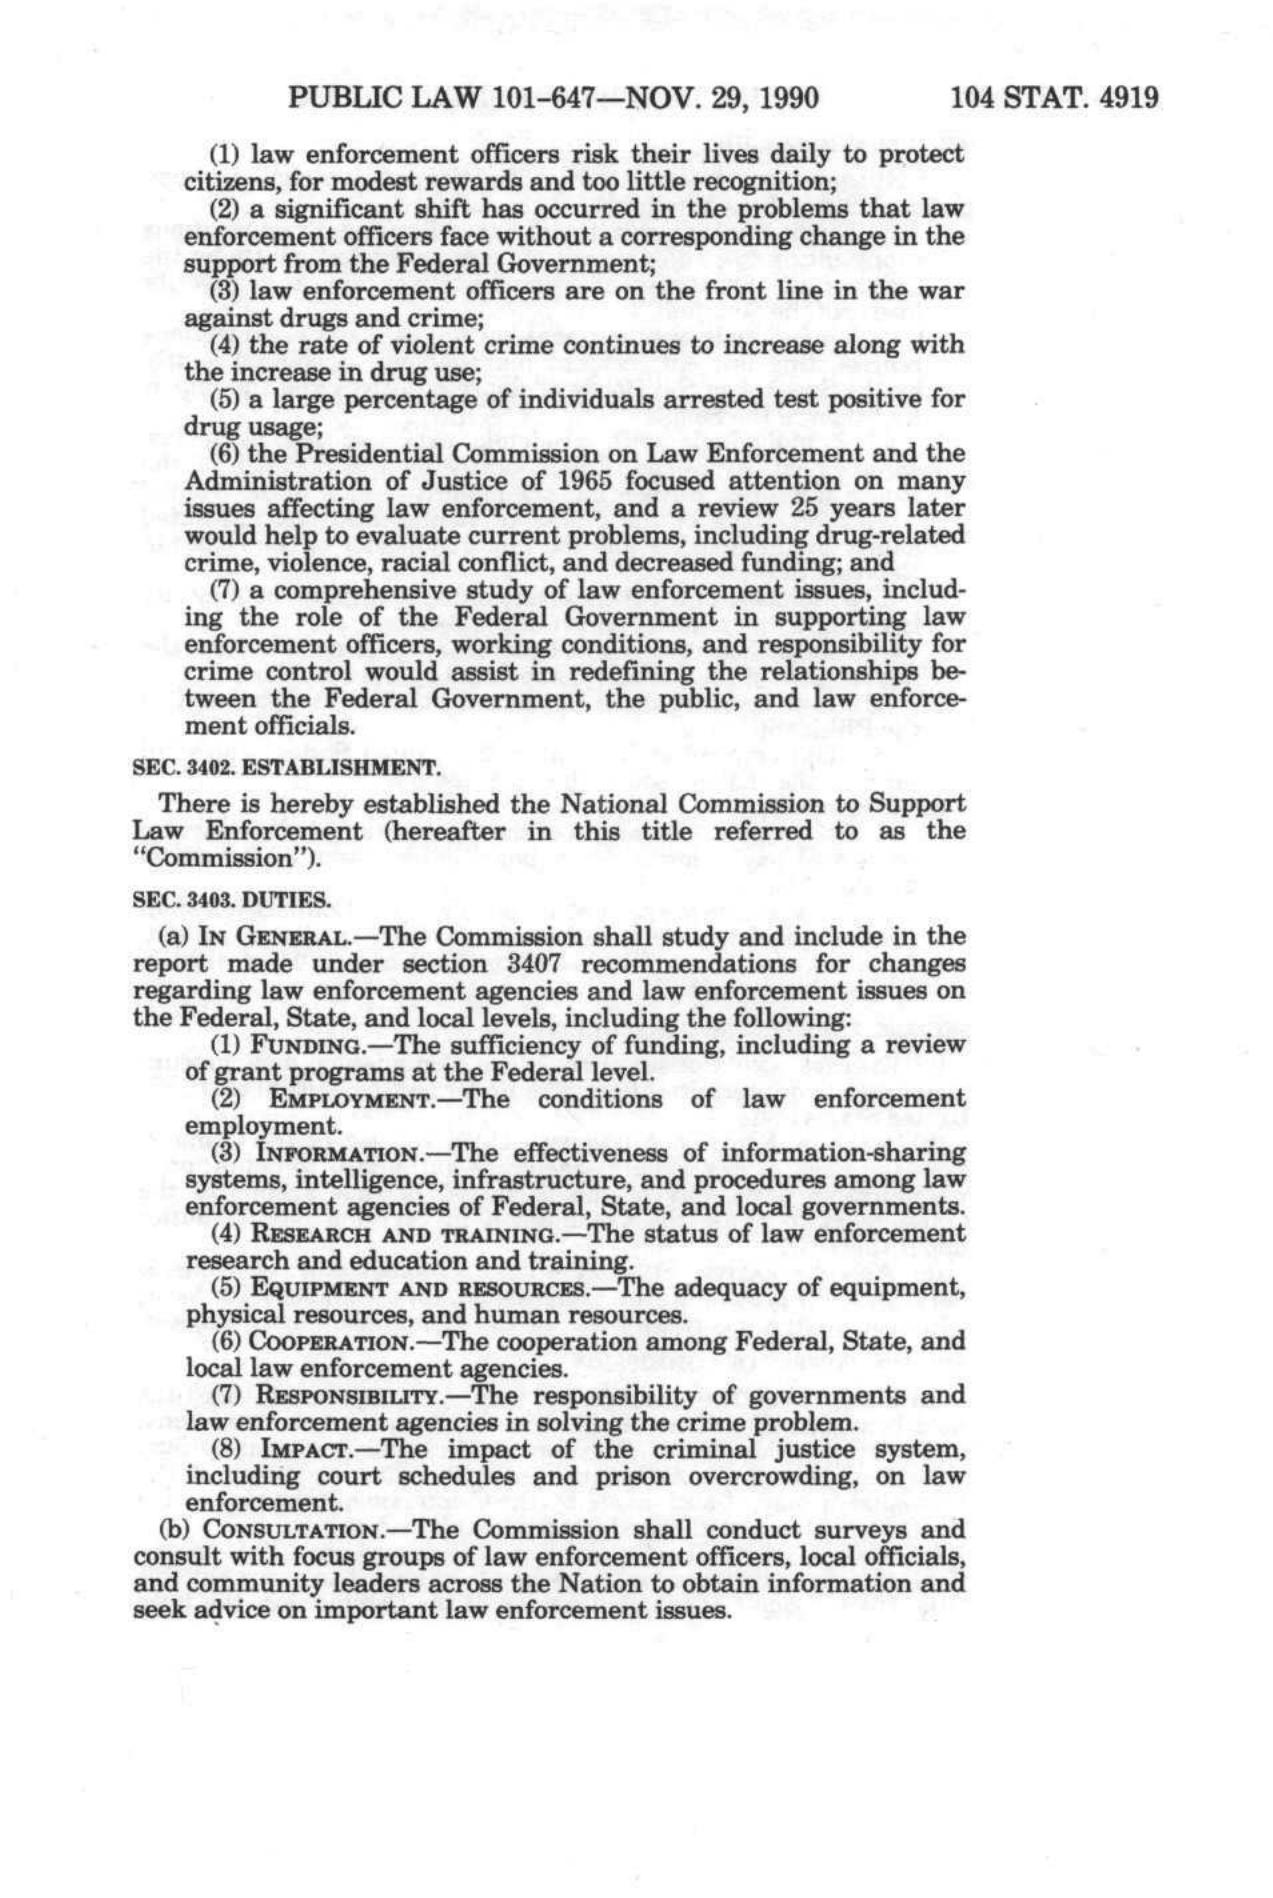 PUBLIC LAW 101–647—NOV. 29, 1990 104 STAT. 4919
(1) law enforcement officers risk their lives daily to protect
citizens, for modest rewards and too little recognition;
(2) a significant shift has occurred in the problems that law
enforcement officers face without a corresponding change in the
support from the Federal Government;
(3) law enforcement officers are on the front line in the war
against drugs and crime;
(4) the rate of violent crime continues to increase along with
the increase in drug use;
(5) a large percentage of individuals arrested test positive for
drug usage;
(6) the Presidential Commission on Law Enforcement and the
Administration of Justice of 1965 focused attention on many
issues affecting law enforcement, and a review 25 years later
would help to evaluate current problems, including drug-related
crime, violence, racial conflict, and decreased funding; and
(7) a comprehensive study of law enforcement issues, includ-
ing the role of the Federal Government in supporting law
enforcement officers, working conditions, and responsibility for
crime control would assist in redefining the relationships be-
tween the Federal Government, the public, and law enforce-
ment officials.
SEC. 3402. ESTABLISHMENT.
There is hereby established the National Commission to Support
Law Enforcement (hereafter in this title referred to as the
“Commission”).
SEC. 3403. DUTIES.
(a) IN GENERAL.—The Commission shall study and include in the
report made under section 3407 recommendations for changes
regarding law enforcement agencies and law enforcement issues on
the Federal, State, and local levels, including the following:
(1) FUNDING.—The sufficiency of funding, including a review
of grant programs at the Federal level.
(2) EMPLOYMENT.—The conditions of law enforcement
employment.
(3) INFORMATION.—The effectiveness of information-sharing
systems, intelligence, infrastructure, and procedures among law
enforcement agencies of Federal, State, and local governments.
(4) RESEARCH AND TRAINING.—The status of law enforcement
research and education and training.
(5) EQUIPMENT AND RESOURCES.—The adequacy of equipment,
physical resources, and human resources.
(6) COOPERATION.—The cooperation among Federal, State, and
local law enforcement agencies.
(7) RESPONSIBILITY.—The responsibility of governments and
law enforcement agencies in solving the crime problem.
(8) IMPACT.—The impact of the criminal justice system,
including court schedules and prison overcrowding, on law
enforcement.
(b) CONSULTATION.—The Commission shall conduct surveys and
consult with focus groups of law enforcement officers, local officials,
and community leaders across the Nation to obtain information and
seek advice on important law enforcement issues.